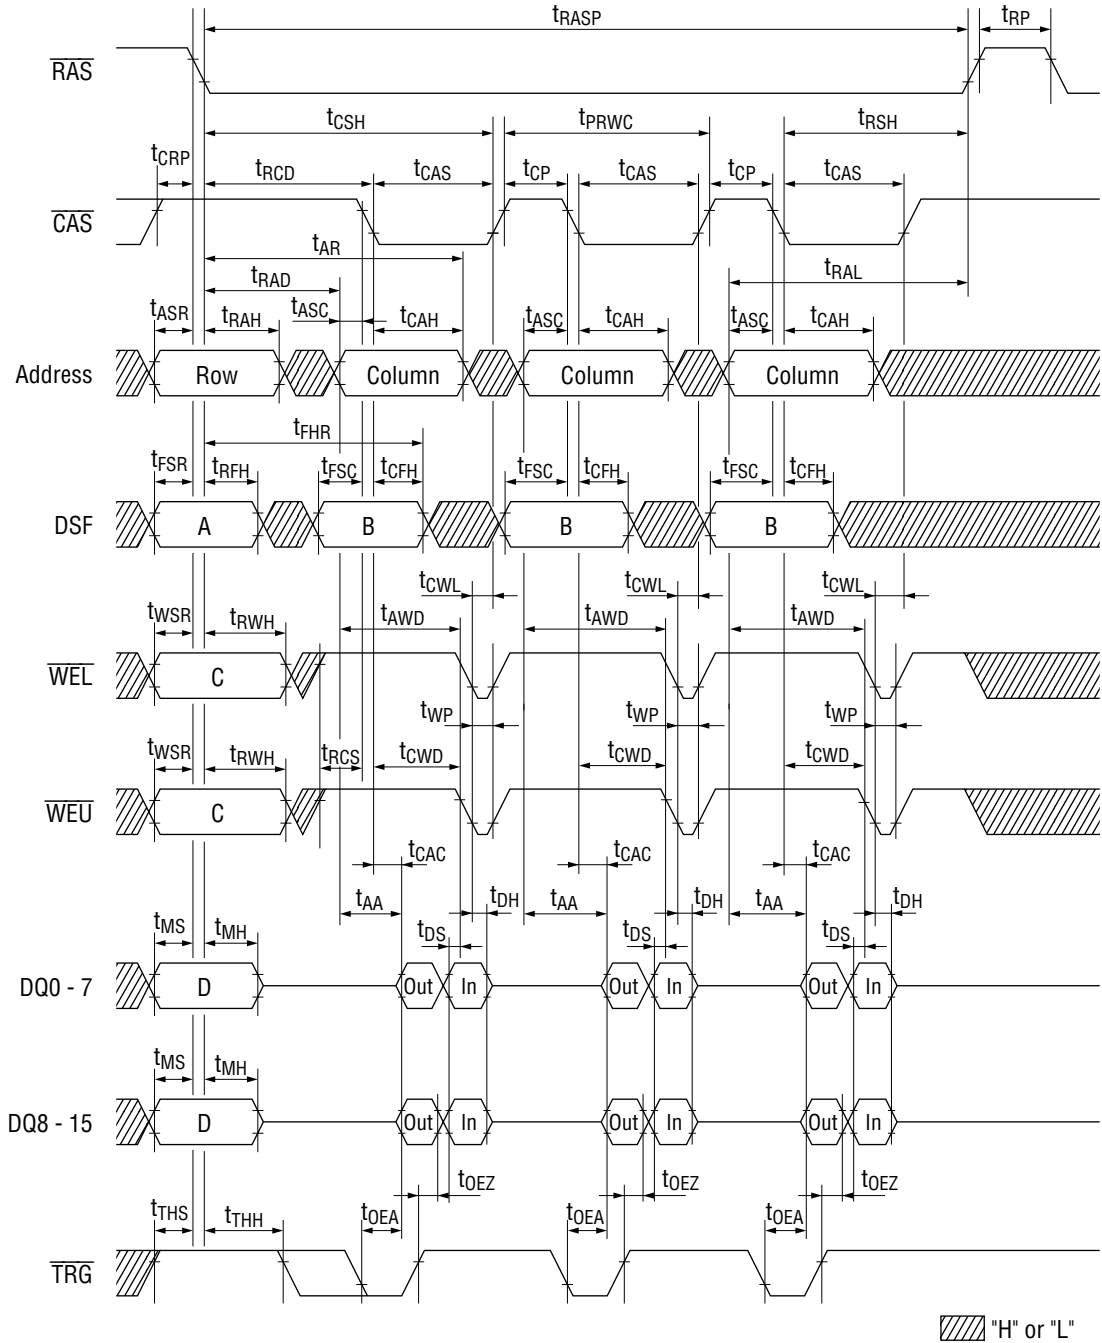 tRASP tRP
RAS
tCSH tPRWC tRSH
tCRP tRCD tCAS tCP tCAS tCP tCAS
CAS
tAR
tRAD tRAL
tASR tRAH tASC tCAH tASC tCAH tASC tCAH
Address Row Column Column Column
tFHR
tFSR tRFH tFSC tCFH tFSC tCFH tFSC tCFH
DSF A B B B
tCWL tCWL tCWL
tWSR tRWH tAWD tAWD tAWD
WEL C
tWP tWP tWP
tWSR tRWH tRCS tCWD tCWD tCWD
WEU C
tCAC tCAC tCAC
tAA tDH tAA tDH tAA tDH
tMS tMH tDS tDS tDS
DQ0 - 7 D Out In Out In Out In
tMS tMH
DQ8 - 15 D Out In Out In Out In
tOEZ tOEZ tOEZ
tTHS tTHH tOEA tOEA tOEA
TRG
"H" or "L"